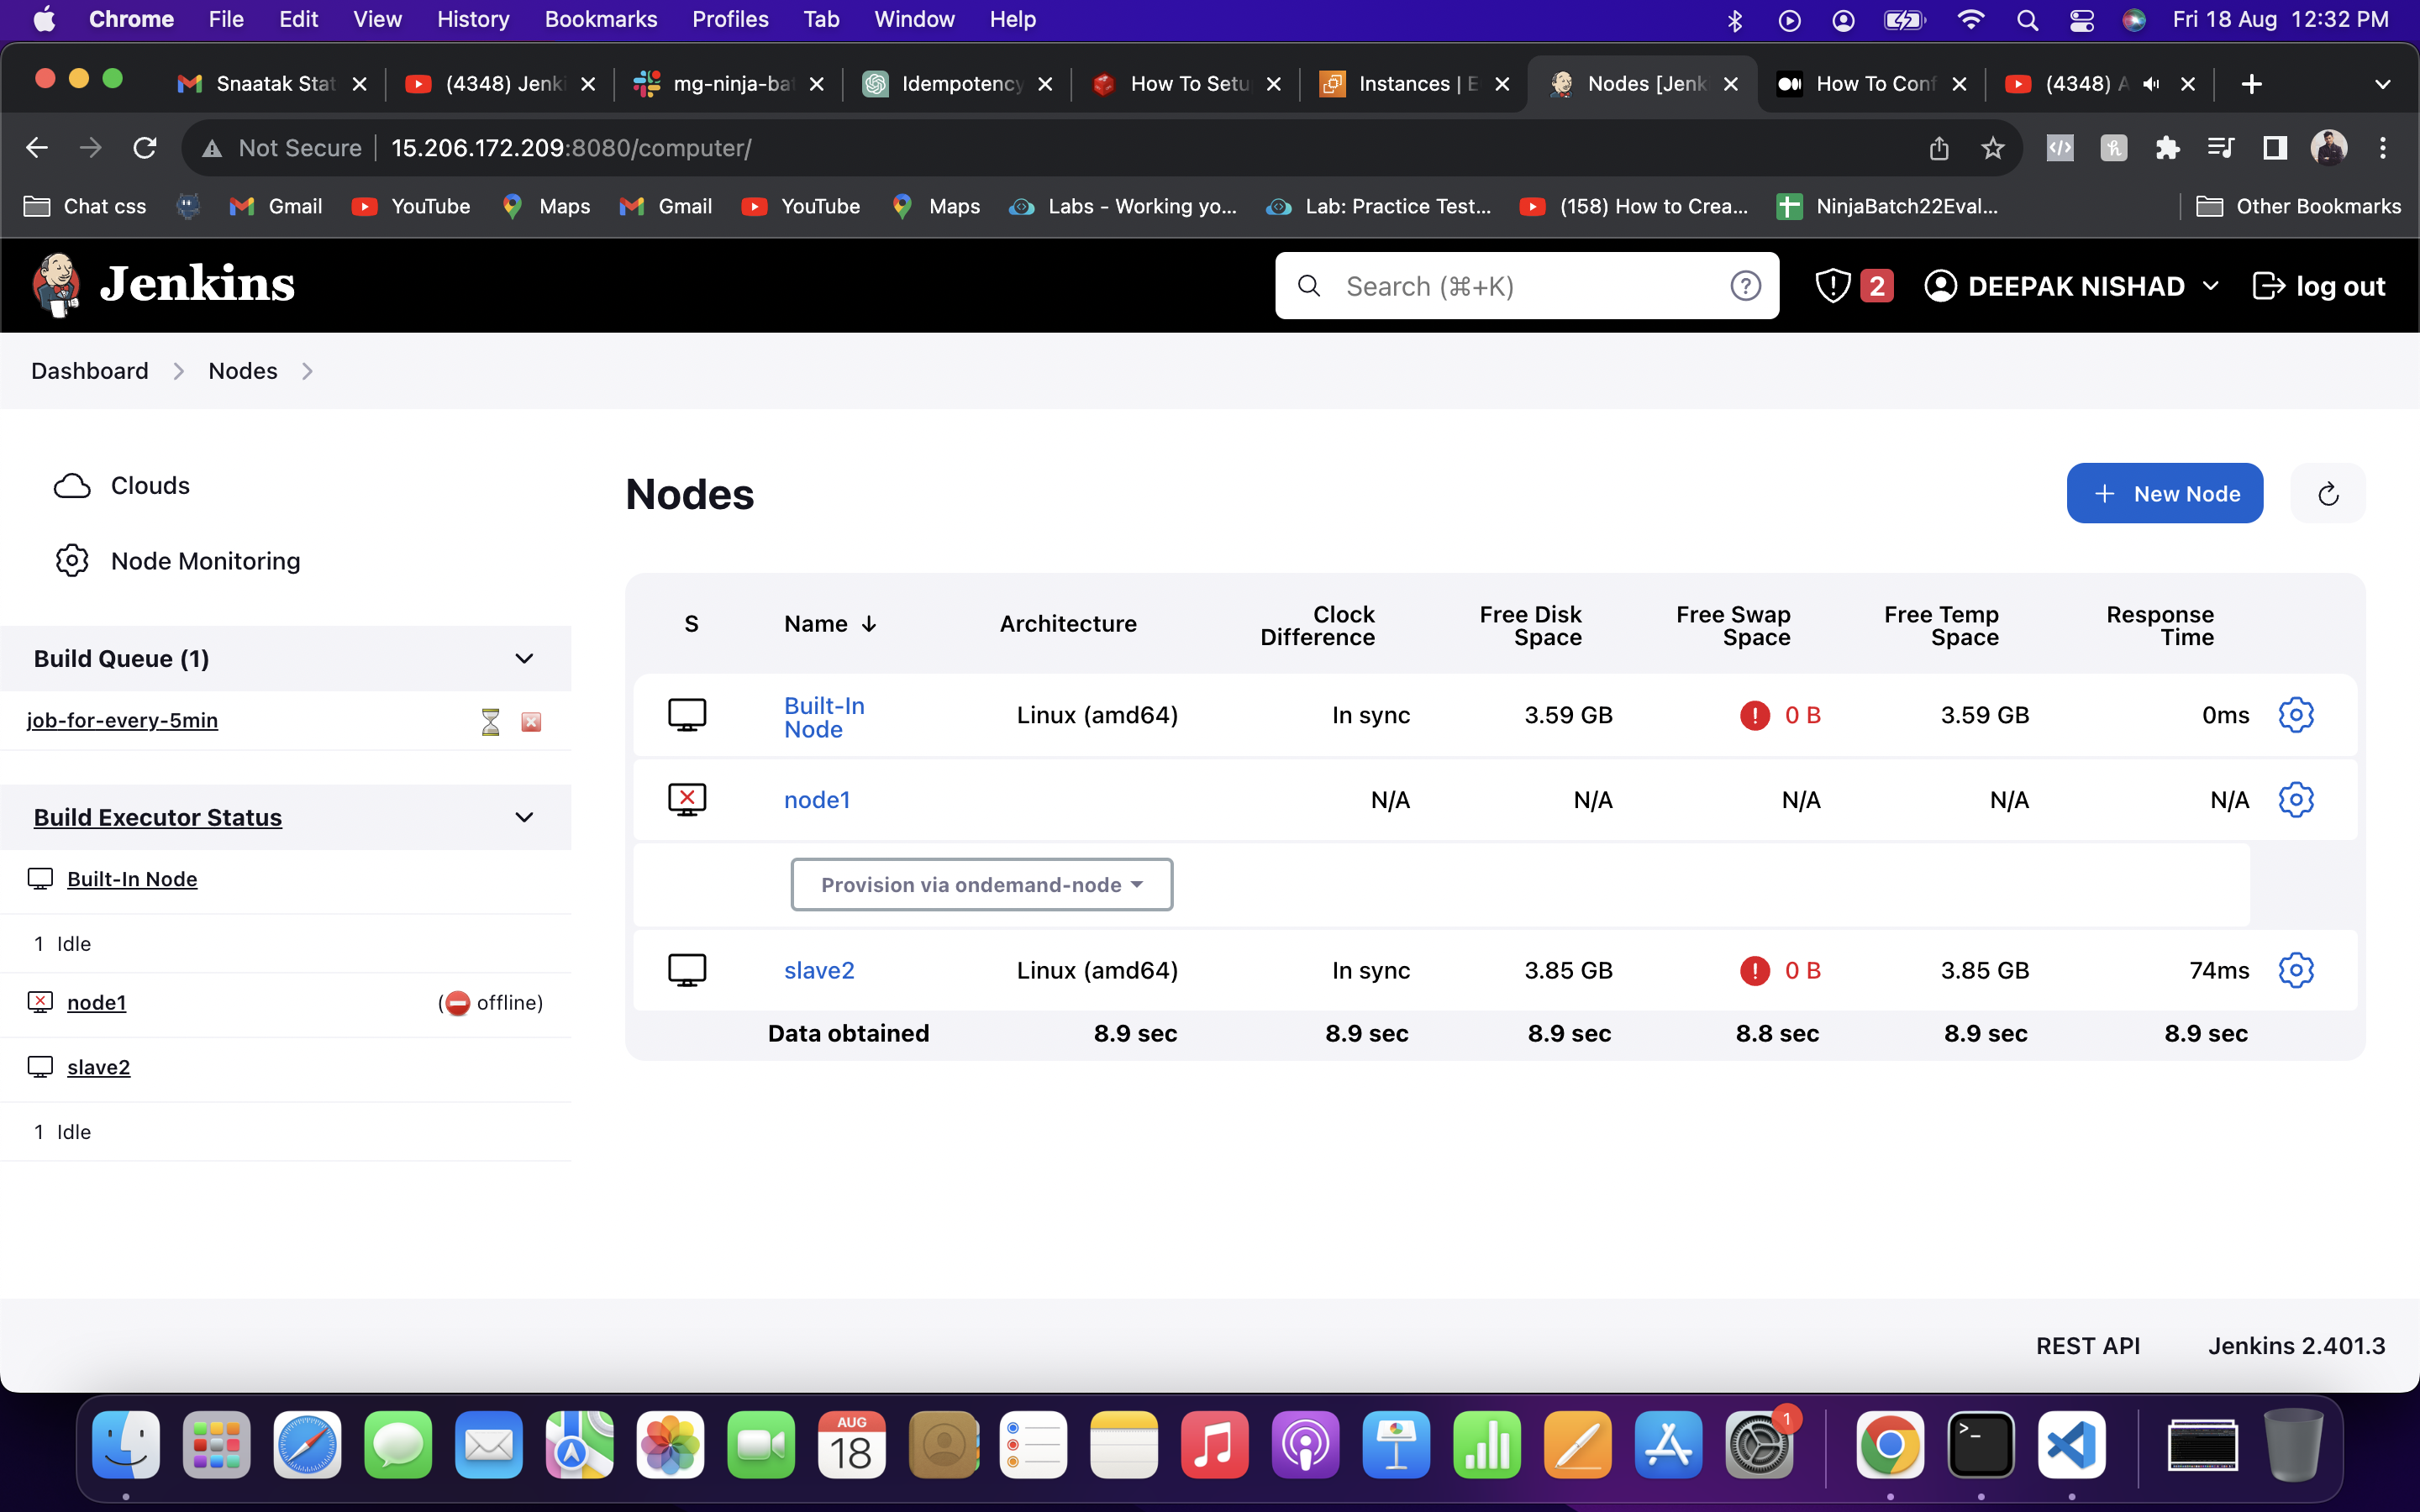 Chrome File Edit View History Bookmarks Profiles Tab Window Help Fri 18 Aug 12:32 PM
Snaatak Stat (4348) Jenki mg-ninja-bat Idempotency How To Setu Instances | E Nodes [Jenk How To Conf (4348) A
Not Secure 15.206.172.209:8080/computer/
Chat css Gmail YouTube Maps Gmail YouTube Maps Labs - Working yo... Lab: Practice Test... (158) How to Crea... NinjaBatch22Eval... Other Bookmarks
Jenkins Search (⌘+K) 2 DEEPAK NISHAD log out
Dashboard Nodes
Clouds
Node Monitoring
Build Queue (1)
job-for-every-5min
Build Executor Status
Built-In Node
1 Idle
node1 (offline)
slave2
1 Idle
Nodes
+ New Node
S Name ↓ Architecture Clock Difference Free Disk Space Free Swap Space Free Temp Space Response Time
Built-In Node Linux (amd64) In sync 3.59 GB 0 B 3.59 GB 0ms
node1 N/A N/A N/A N/A N/A
Provision via ondemand-node
slave2 Linux (amd64) In sync 3.85 GB 0 B 3.85 GB 74ms
Data obtained 8.9 sec 8.9 sec 8.9 sec 8.8 sec 8.9 sec 8.9 sec
REST API Jenkins 2.401.3
AUG
18
1